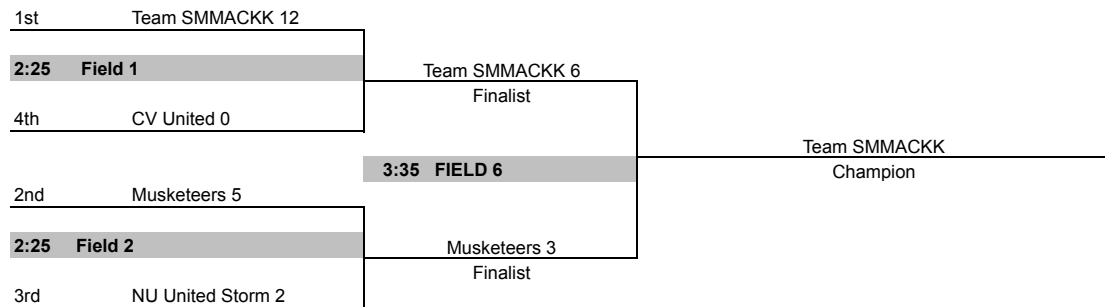 1st Team SMMACKK 12
2:25 Field 1
Team SMMACKK 6
Finalist
4th CV United 0
Team SMMACKK
3:35 FIELD 6
Champion
2nd Musketeers 5
2:25 Field 2
Musketeers 3
Finalist
3rd NU United Storm 2